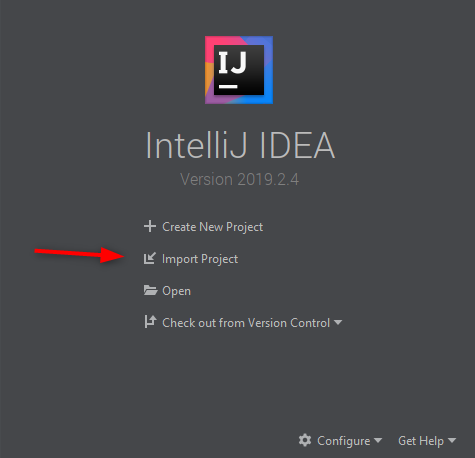 IJ
IntelliJ IDEA
Version 2019.2.4
Create New Project
Import Project
Open
Check out from Version Control
Configure Get Help